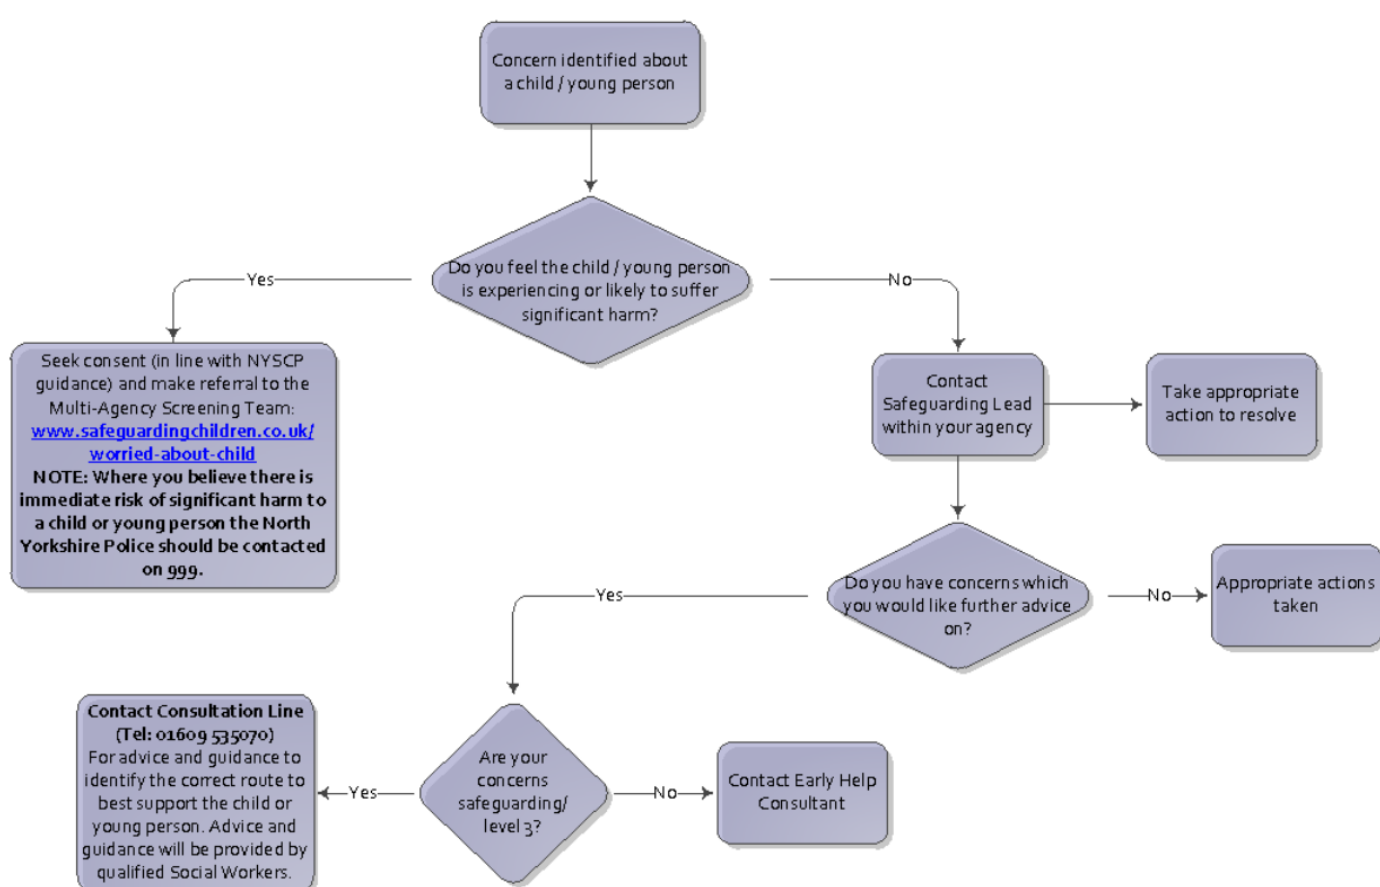 Concern identified about
a child / young person
Do you feel the child / young person
is experiencing or likely to suffer
significant harm?
Yes
No
Seek consent (in line with NYSCP
guidance) and make referral to the
Multi-Agency Screening Team:
www.safeguardingchildren.co.uk/
worried-about-child
NOTE: Where you believe there is
immediate risk of significant harm to
a child or young person the North
Yorkshire Police should be contacted
on 999.
Contact
Safeguarding Lead
within your agency
Take appropriate
action to resolve
Do you have concerns which
you would like further advice
on?
Yes
No
Appropriate actions
taken
Are your
concerns
safeguarding/
level 3?
Yes
No
Contact Consultation Line
(Tel: 01609 535070)
For advice and guidance to
identify the correct route to
best support the child or
young person. Advice and
guidance will be provided by
qualified Social Workers.
Contact Early Help
Consultant